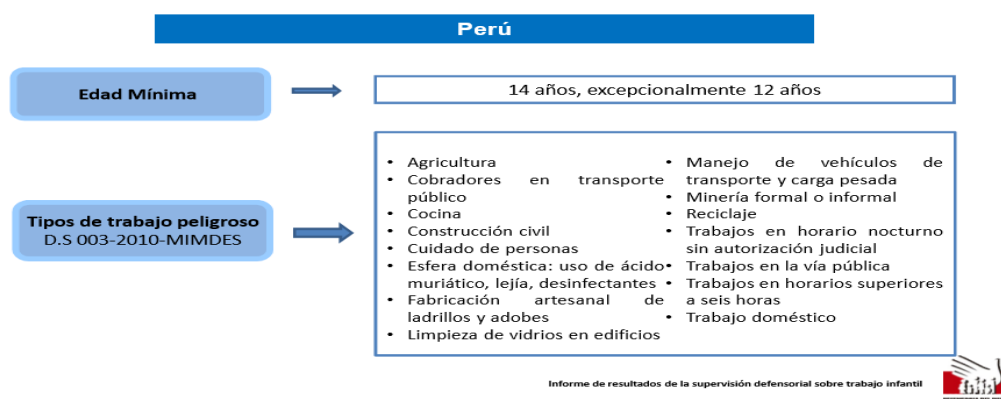 Perú
Edad Mínima
14 años, excepcionalmente 12 años
Tipos de trabajo peligroso
D.S 003-2010-MIMDES
• Agricultura
• Cobradores en transporte
público
• Cocina
• Construcción civil
• Cuidado de personas
• Esfera doméstica: uso de ácido
muriático, lejía, desinfectantes
• Fabricación artesanal de
ladrillos y adobes
• Limpieza de vidrios en edificios
• Manejo de vehículos de
transporte y carga pesada
• Minería formal o informal
• Reciclaje
• Trabajos en horario nocturno
sin autorización judicial
• Trabajos en la vía pública
• Trabajos en horarios superiores
a seis horas
• Trabajo doméstico
Informe de resultados de la supervisión defensorial sobre trabajo infantil